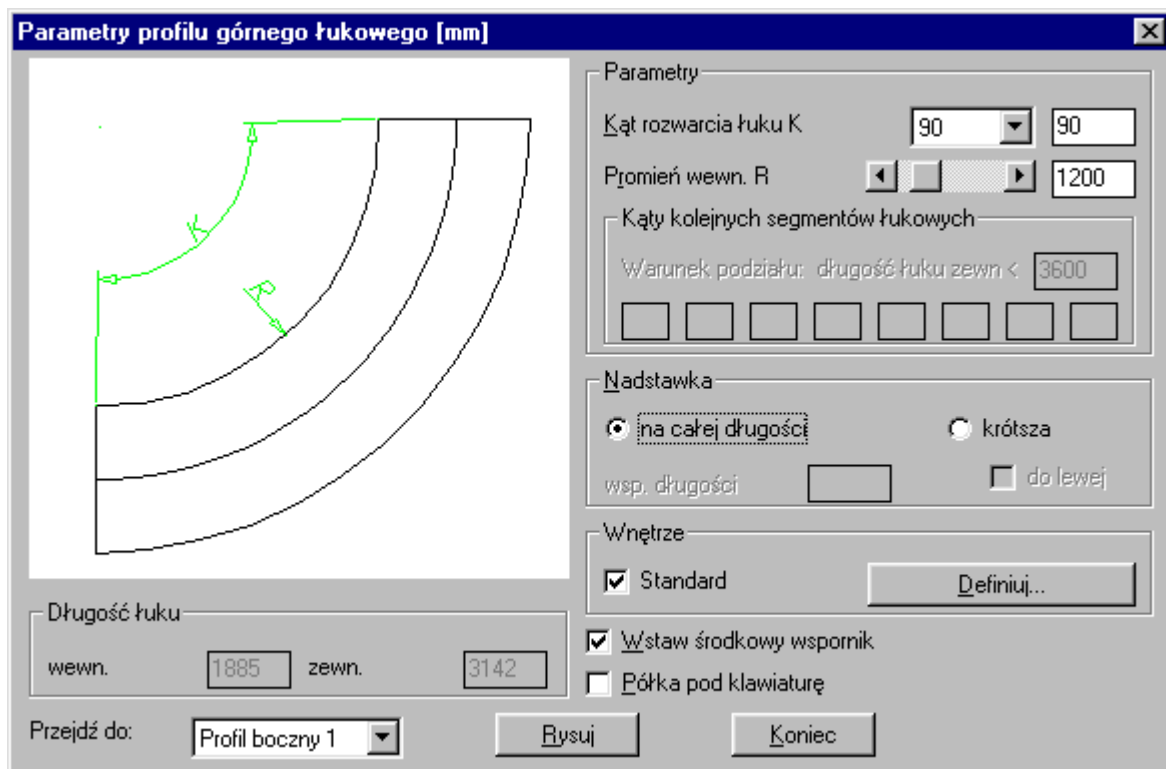 Parametry profilu górnego łukowego [mm]
K
R
Parametry
Kąt rozwarcia łuku K 90 90
Promień wewn. R 1200
Kąty kolejnych segmentów łukowych
Warunek podziału: długość łuku zewn < 3600
Nadstawka
na całej długości krótsza
wsp. długości do lewej
Wnętrze
Standard Definiuj...
Długość łuku
wewn. 1885 zewn. 3142
Wstaw środkowy wspornik
Półka pod klawiaturę
Przejdź do: Profil boczny 1 Rysuj Koniec